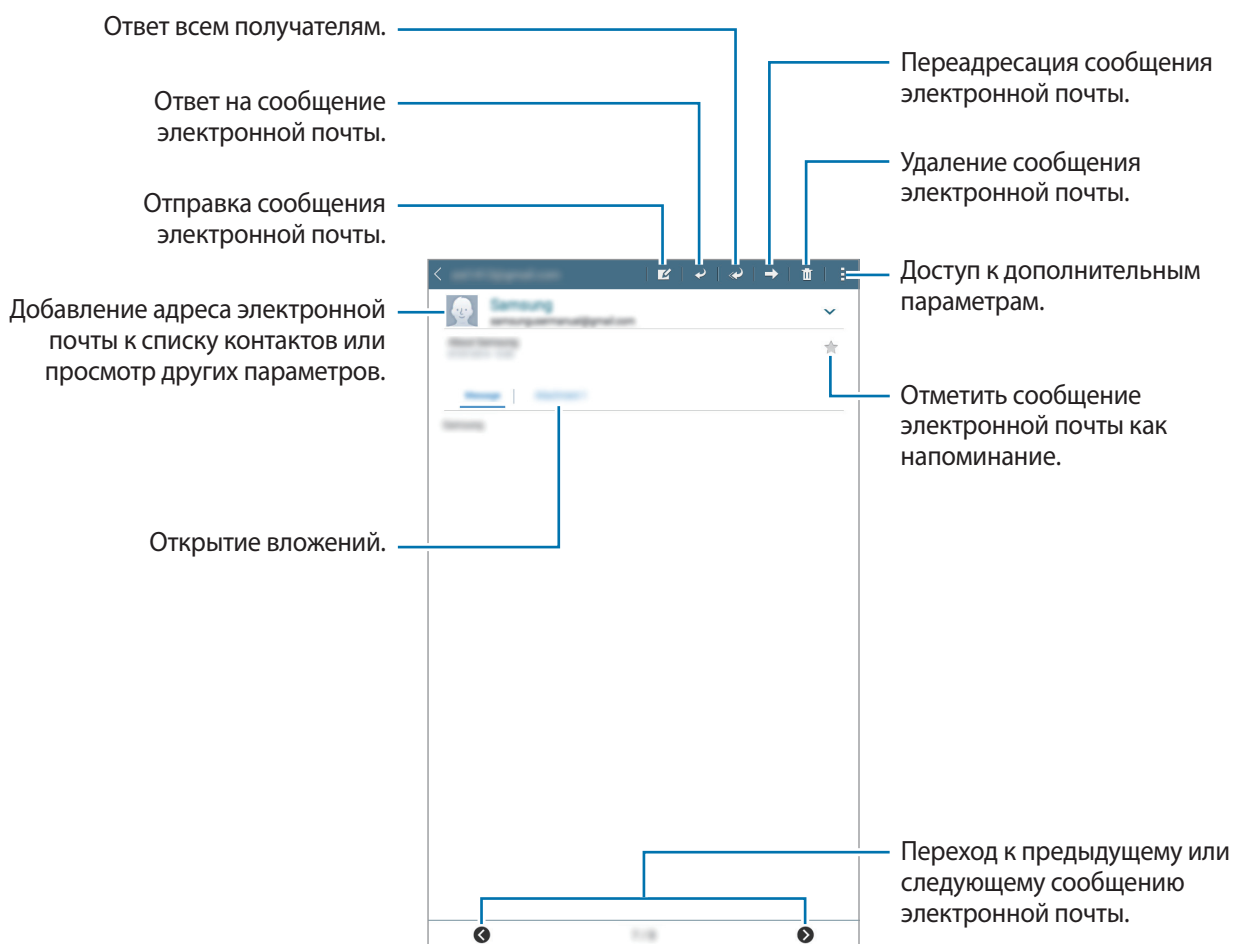 Ответ всем получателям.
Ответ на сообщение
электронной почты.
Отправка сообщения
электронной почты.
Добавление адреса электронной
почты к списку контактов или
просмотр других параметров.
Открытие вложений.
Переадресация сообщения
электронной почты.
Удаление сообщения
электронной почты.
Доступ к дополнительным
параметрам.
Отметить сообщение
электронной почты как
напоминание.
Переход к предыдущему или
следующему сообщению
электронной почты.
Samsung